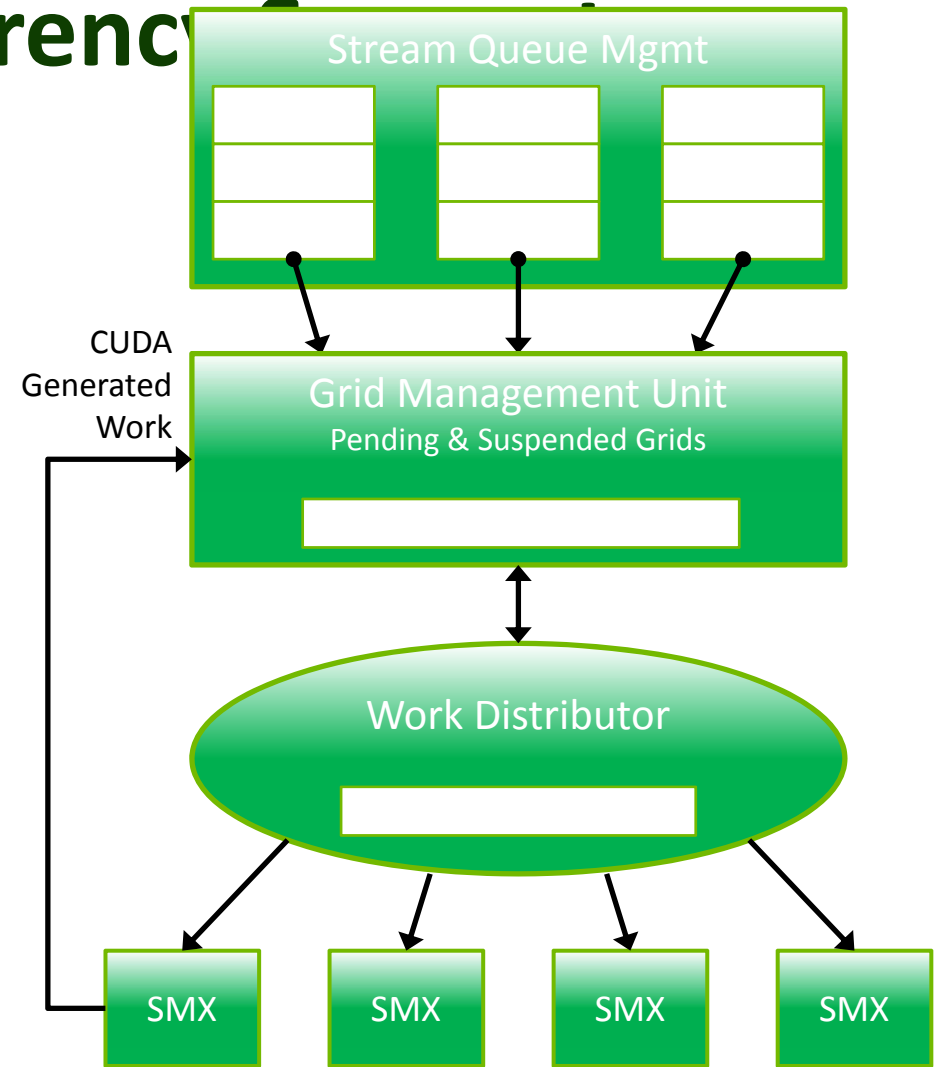 Stream Queue Mgmt
CUDA
Generated
Work
Grid Management Unit
Pending & Suspended Grids
Work Distributor
SMX SMX SMX SMX